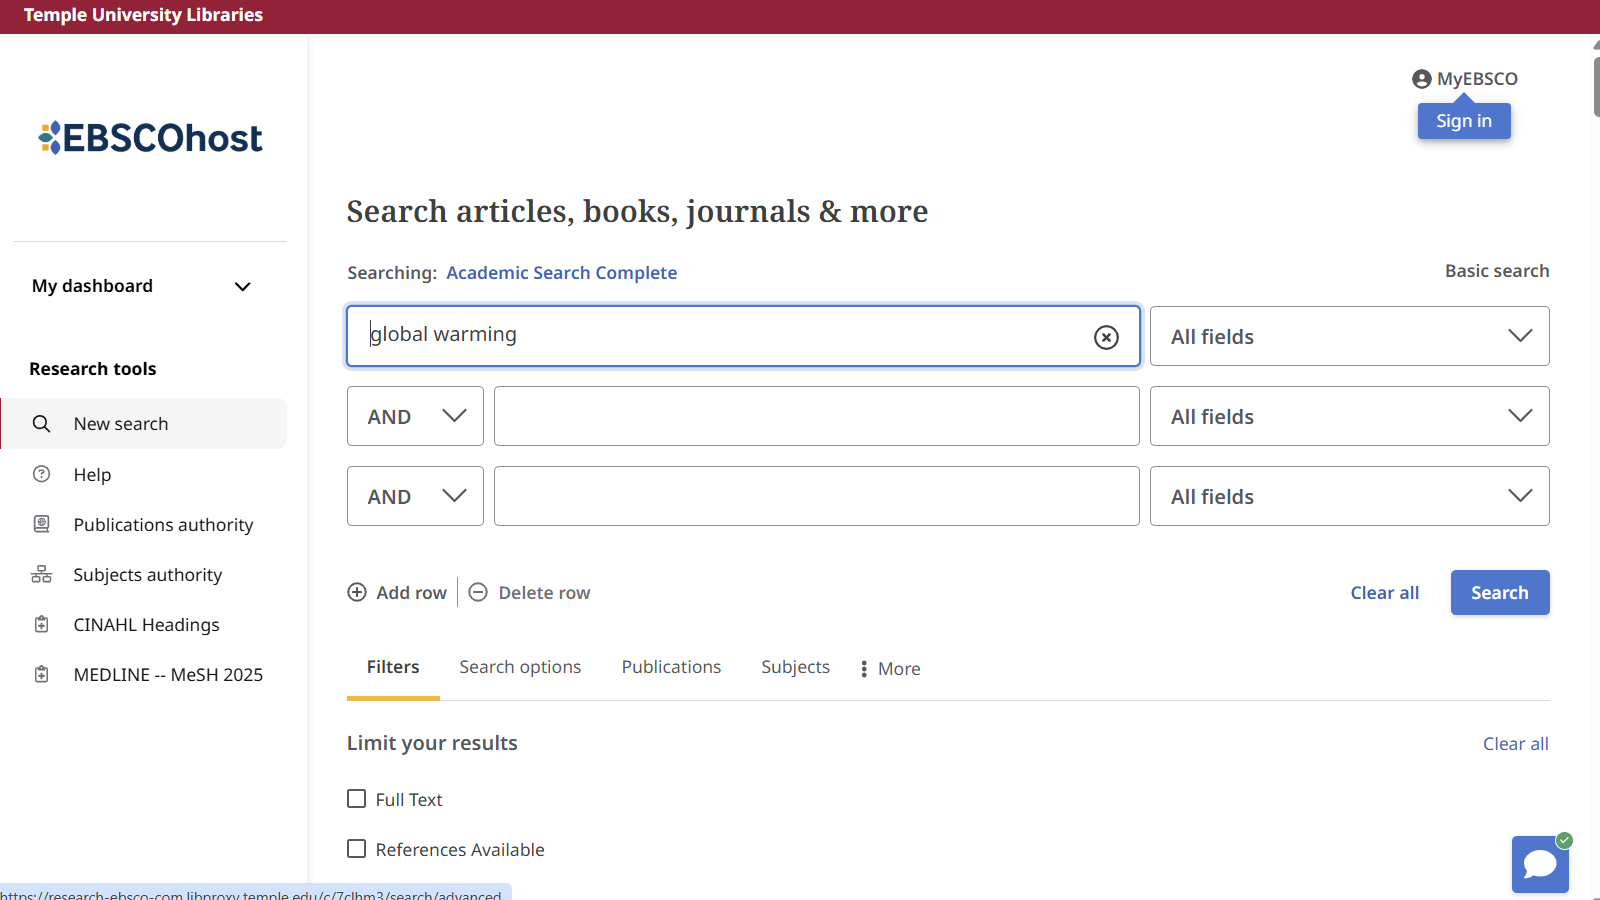 Temple University Libraries
MyEBSCO
Sign in
EBSCOhost
My dashboard
Research tools
New search
Help
Publications authority
Subjects authority
CINAHL Headings
MEDLINE -- MeSH 2025
Search articles, books, journals & more
Searching: Academic Search Complete
Basic search
global warming
All fields
AND
All fields
AND
All fields
Add row
Delete row
Clear all
Search
Filters
Search options
Publications
Subjects
More
Limit your results
Clear all
Full Text
References Available
https://research-ebsco-com.libproxy.temple.edu/c/7clhm3/search/advanced